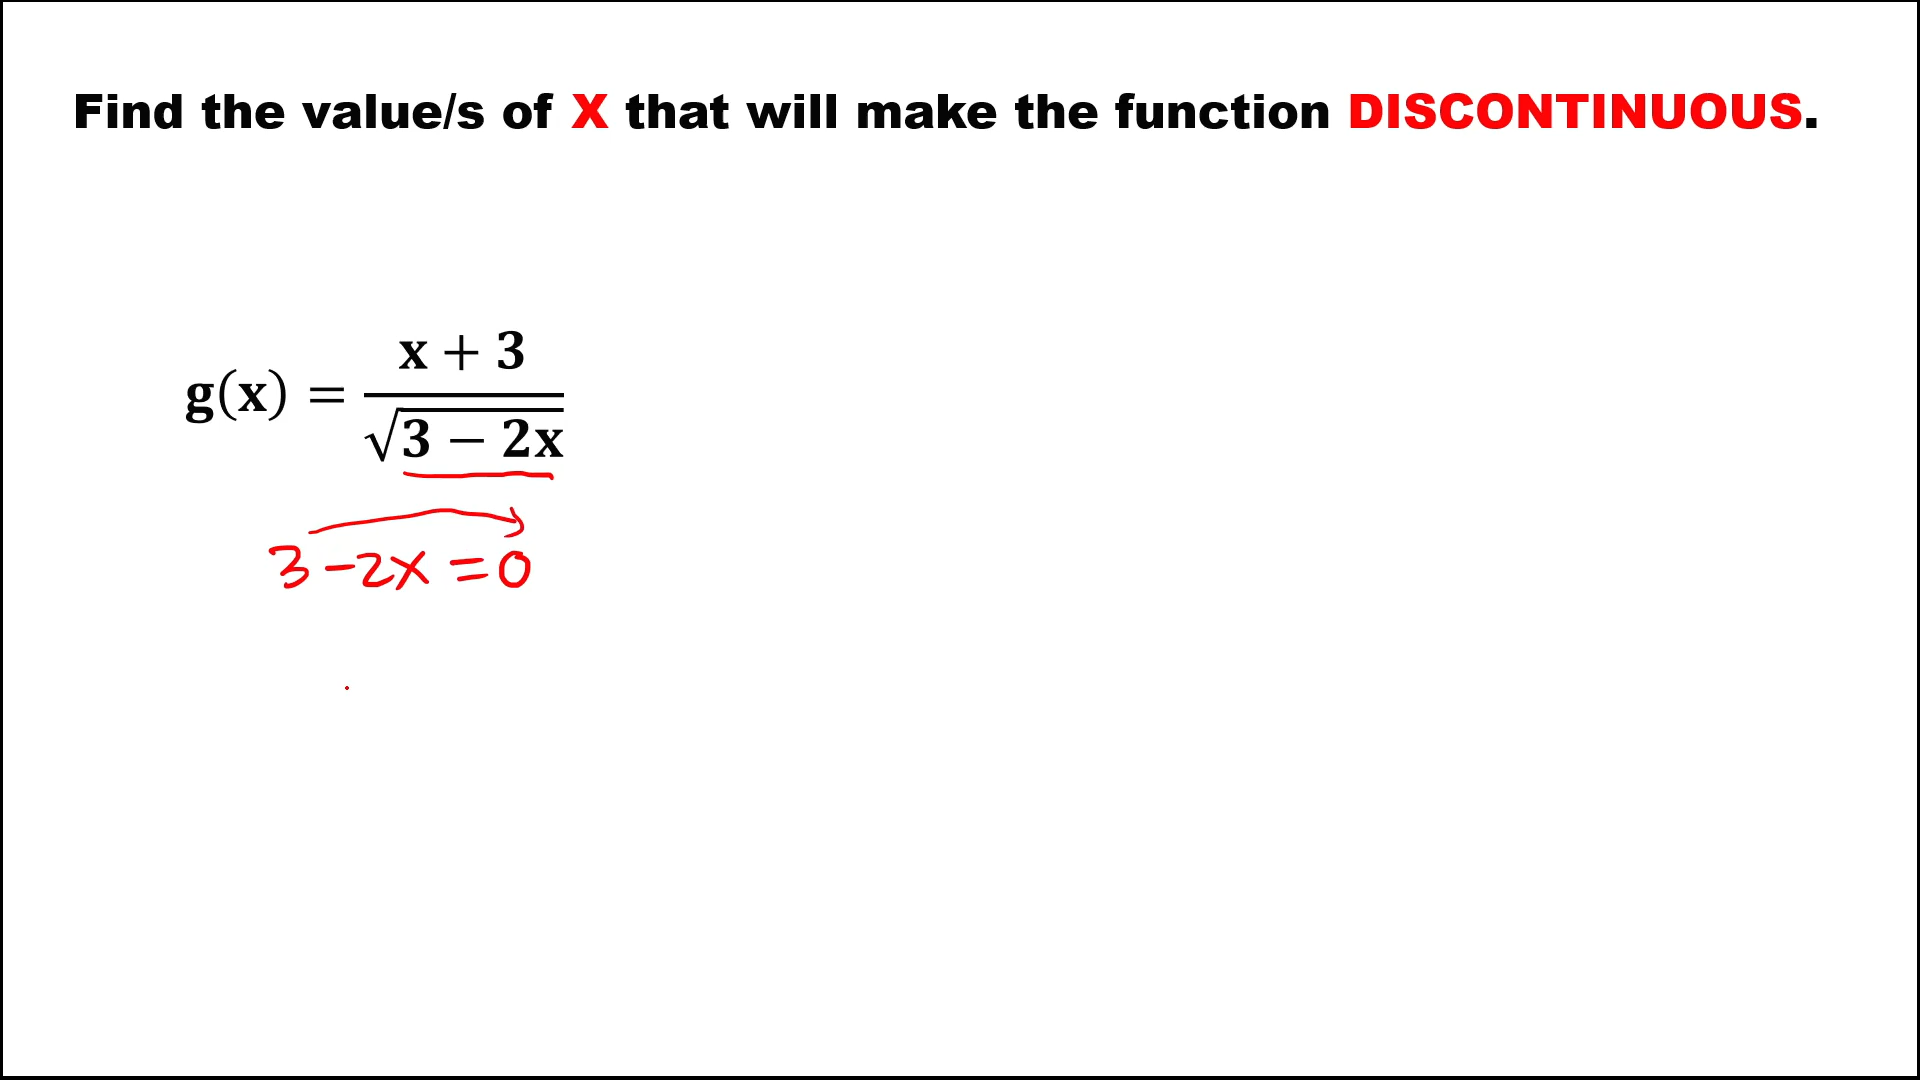 Find the value/s of X that will make the function DISCONTINUOUS.
g(x) = x + 3 / √3 − 2x
3 - 2x = 0